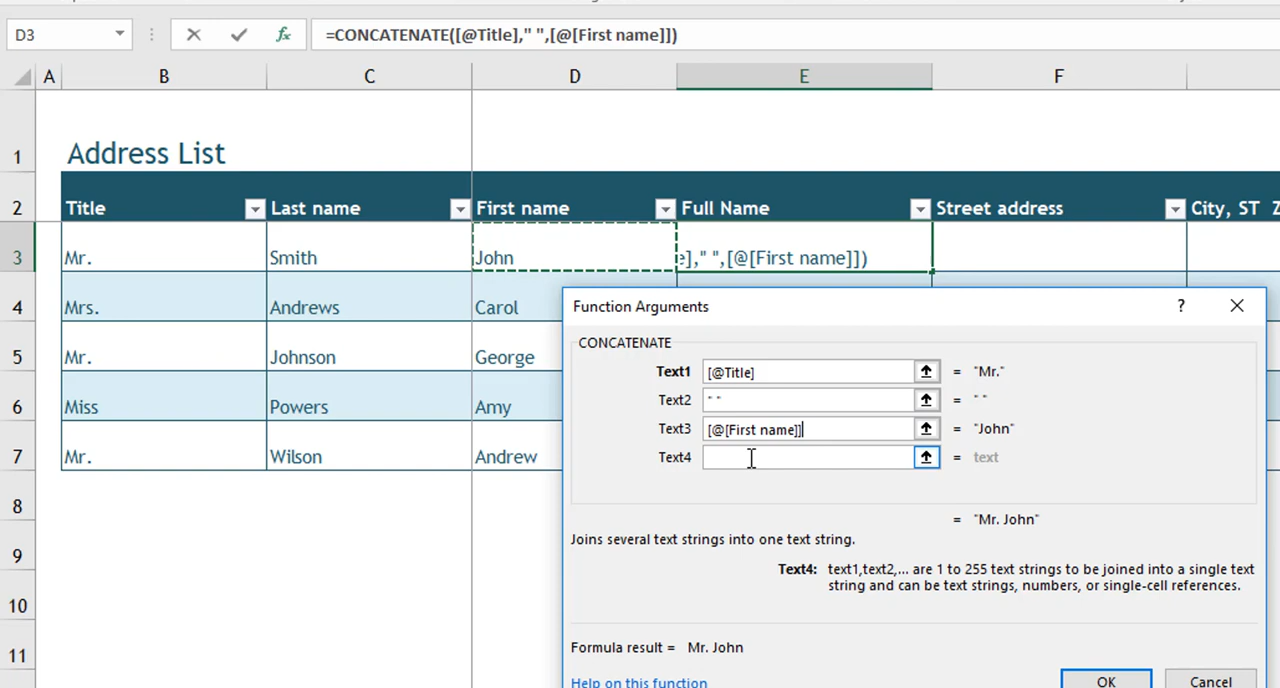 D3 fx =CONCATENATE([@Title]," ",[@[First name]])
A B C D E F
1 Address List
2 Title Last name First name Full Name Street address City, ST Z
3 Mr. Smith John e]," ",[@[First name]])
4 Mrs. Andrews Carol
5 Mr. Johnson George
6 Miss Powers Amy
7 Mr. Wilson Andrew
8
9
10
11
Function Arguments ?
CONCATENATE
Text1 [@Title] = "Mr."
Text2 " " = " "
Text3 [@[First name]] = "John"
Text4 = text
= "Mr. John"
Joins several text strings into one text string.
Text4: text1,text2,... are 1 to 255 text strings to be joined into a single text
string and can be text strings, numbers, or single-cell references.
Formula result = Mr. John
Help on this function OK Cancel